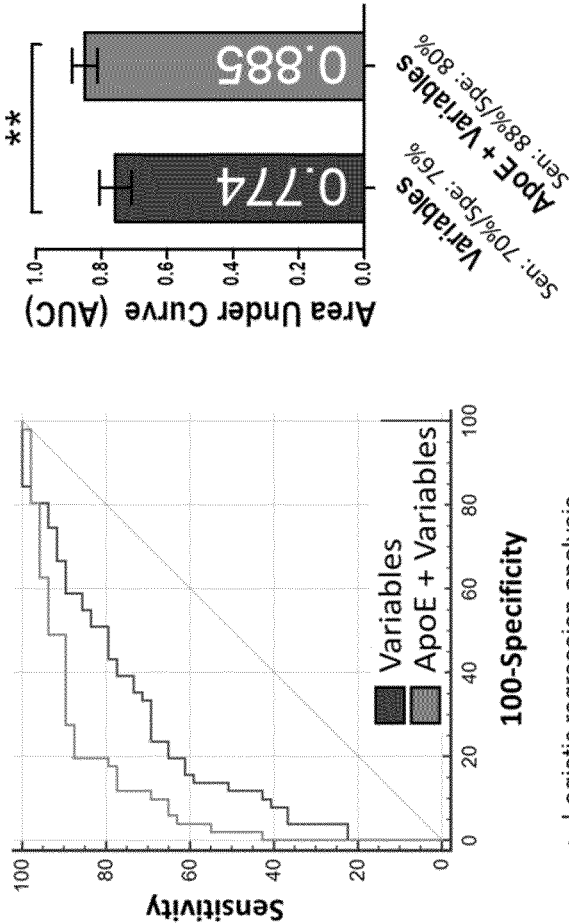 Sensitivity
100
80
60
40
20
0
0 20 40 60 80 100
100-Specificity
Variables
ApoE + Variables
Logistic regression analysis
Area Under Curve (AUC)
1.0
0.8
0.6
0.4
0.2
0.0
**
0.774
0.885
Variables
Sen: 70%/Spe: 76%
ApoE + Variables
Sen: 88%/Spe: 80%